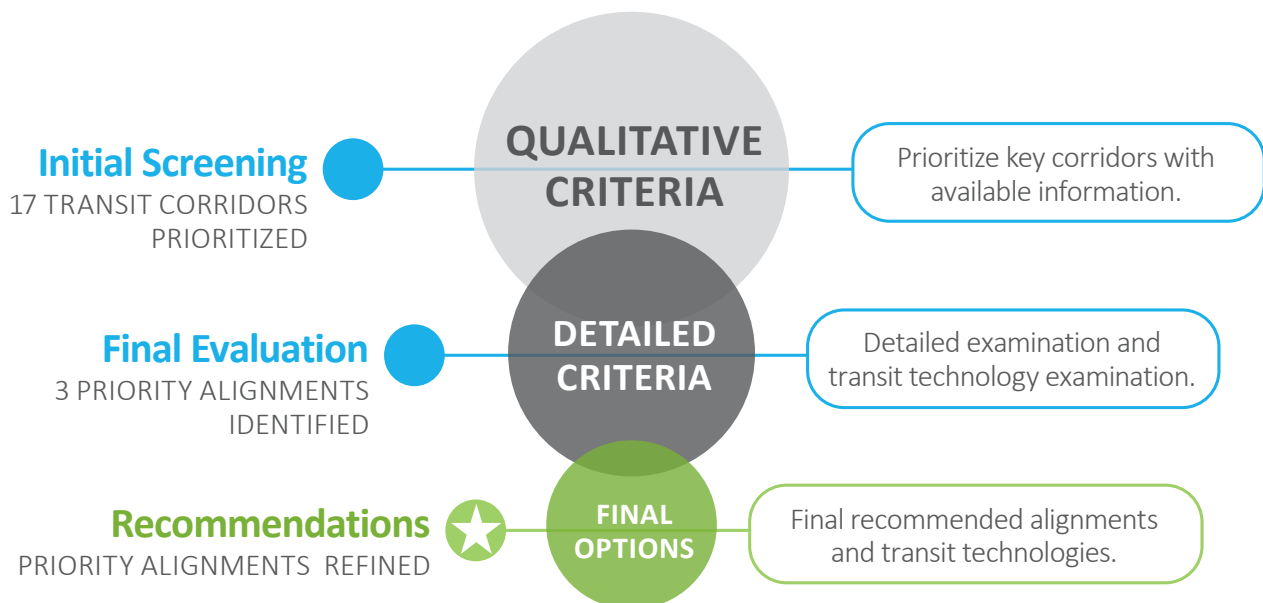 Initial Screening
17 TRANSIT CORRIDORS
PRIORITIZED
QUALITATIVE
CRITERIA
Prioritize key corridors with
available information.
Final Evaluation
3 PRIORITY ALIGNMENTS
IDENTIFIED
DETAILED
CRITERIA
Detailed examination and
transit technology examination.
Recommendations
PRIORITY ALIGNMENTS REFINED
FINAL
OPTIONS
Final recommended alignments
and transit technologies.